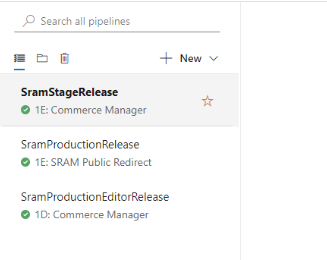 Search all pipelines
New
SramStageRelease
1E: Commerce Manager
SramProductionRelease
1E: SRAM Public Redirect
SramProductionEditorRelease
1D: Commerce Manager